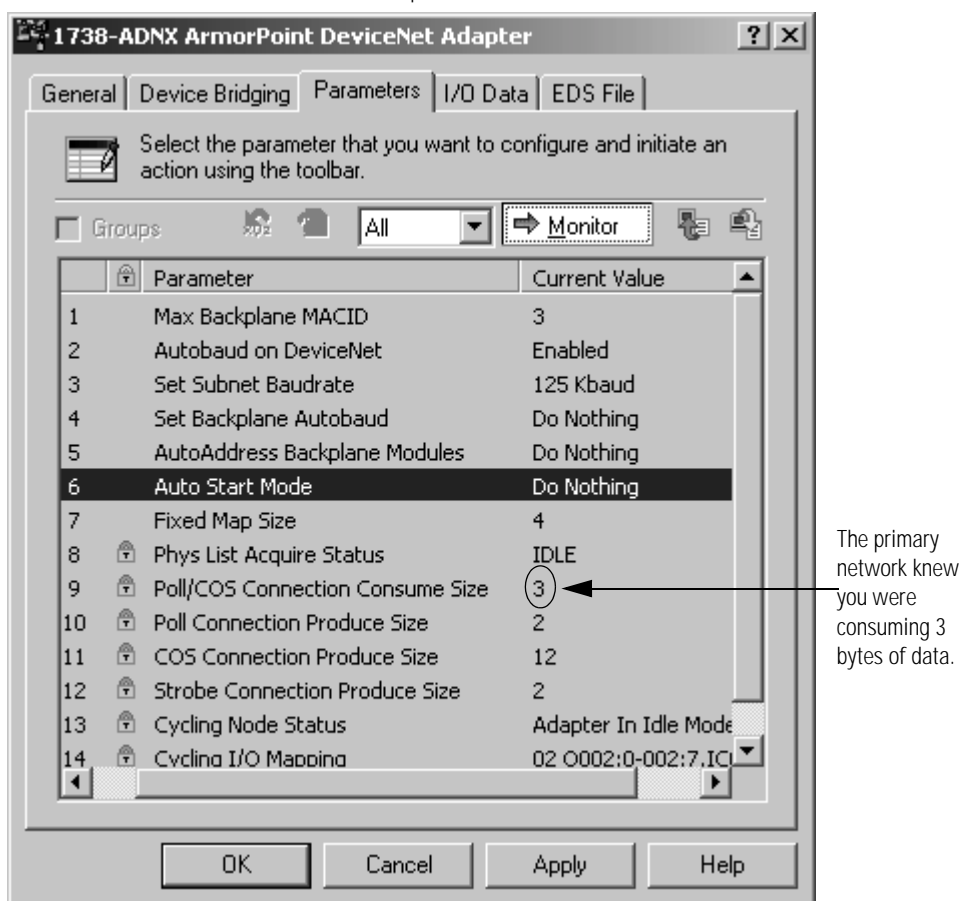 1738-ADNX ArmorPoint DeviceNet Adapter
General Device Bridging Parameters I/O Data EDS File
Select the parameter that you want to configure and initiate an
action using the toolbar.
Groups All Monitor
Parameter Current Value
1 Max Backplane MACID 3
2 Autobaud on DeviceNet Enabled
3 Set Subnet Baudrate 125 Kbaud
4 Set Backplane Autobaud Do Nothing
5 AutoAddress Backplane Modules Do Nothing
6 Auto Start Mode Do Nothing
7 Fixed Map Size 4
8 Phys List Acquire Status IDLE
9 Poll/COS Connection Consume Size 3
10 Poll Connection Produce Size 2
11 COS Connection Produce Size 12
12 Strobe Connection Produce Size 2
13 Cycling Node Status Adapter In Idle Mode
14 Cycling I/O Mapping 02 O002:0-002:7,IC
OK Cancel Apply Help
The primary
network knew
you were
consuming 3
bytes of data.